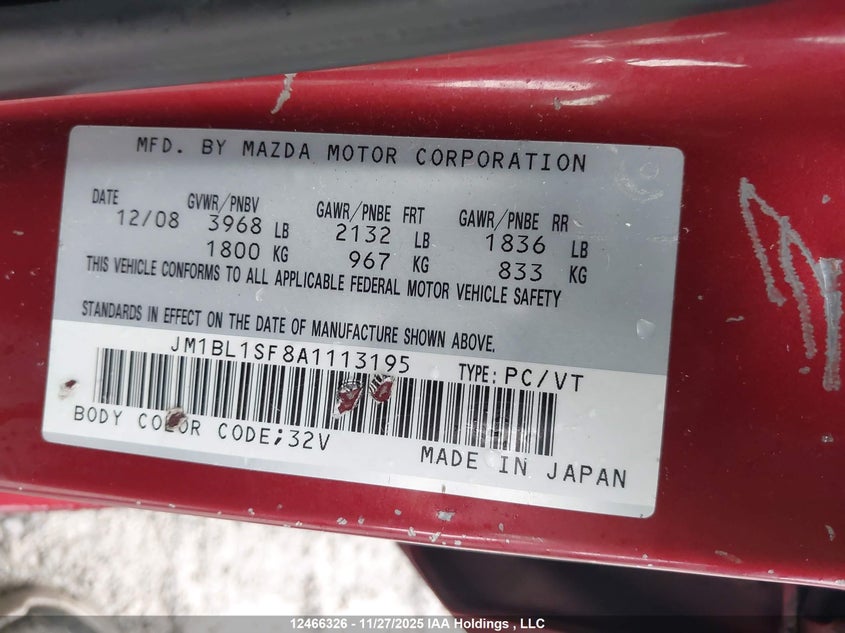 MFD. BY MAZDA MOTOR CORPORATION
DATE GVWR/PNBV GAWR/PNBE FRT GAWR/PNBE RR
12/08 3968 LB 2132 LB 1836 LB
1800 KG 967 KG 833 KG
THIS VEHICLE CONFORMS TO ALL APPLICABLE FEDERAL MOTOR VEHICLE SAFETY
STANDARDS IN EFFECT ON THE DATE OF MANUFACTURE SHOWN ABOVE.
JM1BL1SF8A1113195 TYPE: PC/VT
BODY COLOR CODE;32V
MADE IN JAPAN
12466326 - 11/27/2025 IAA Holdings , LLC